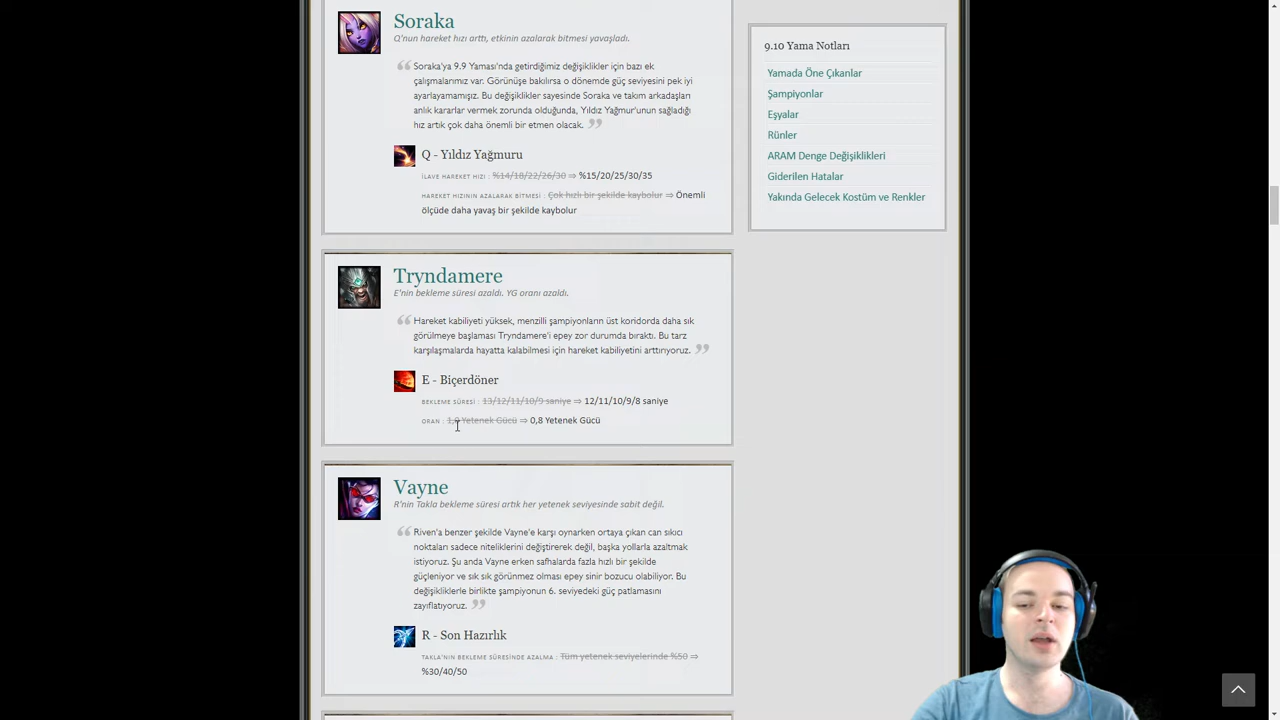 Soraka
Q'nun hareket hızı arttı, etkinin azalarak bitmesi yavaşladı.
Soraka'ya 9.9 Yaması'nda getirdiğimiz değişiklikler için bazı ek
çalışmalarımız var. Görünüşe bakılırsa o dönemde güç seviyesini pek iyi
ayarlayamamışız. Bu değişiklikler sayesinde Soraka ve takım arkadaşları
anlık kararlar vermek zorunda olduğunda, Yıldız Yağmur'unun sağladığı
hız artık çok daha önemli bir etmen olacak.
Q - Yıldız Yağmuru
İLAVE HAREKET HIZI : %14/18/22/26/30 ⇒ %15/20/25/30/35
HAREKET HIZININ AZALARAK BİTMESİ : Çok hızlı bir şekilde kaybolur ⇒ Önemli
ölçüde daha yavaş bir şekilde kaybolur
Tryndamere
E'nin bekleme süresi azaldı. YG oranı azaldı.
Hareket kabiliyeti yüksek, menzilli şampiyonların üst koridorda daha sık
görülmeye başlaması Tryndamere'i epey zor durumda bıraktı. Bu tarz
karşılaşmalarda hayatta kalabilmesi için hareket kabiliyetini arttırıyoruz.
E - Biçerdöner
BEKLEME SÜRESİ : 13/12/11/10/9 saniye ⇒ 12/11/10/9/8 saniye
ORAN : Yetenek Gücü ⇒ 0,8 Yetenek Gücü
Vayne
R'nin Takla bekleme süresi artık her yetenek seviyesinde sabit değil.
Riven'a benzer şekilde Vayne'e karşı oynarken ortaya çıkan can sıkıcı
noktaları sadece niteliklerini değiştirerek değil, başka yollarla azaltmak
istiyoruz. Şu anda Vayne erken safhalarda fazla hızlı bir şekilde
güçleniyor ve sık sık görünmez olması epey sinir bozucu olabiliyor. Bu
değişikliklerle birlikte şampiyonun 6. seviyedeki güç patlamasını
zayıflatıyoruz.
R - Son Hazırlık
TAKLA'NIN BEKLEME SÜRESİNDE AZALMA : Tüm yetenek seviyelerinde %50 ⇒
%30/40/50
9.10 Yama Notları
Yamada Öne Çıkanlar
Şampiyonlar
Eşyalar
Rünler
ARAM Denge Değişiklikleri
Giderilen Hatalar
Yakında Gelecek Kostüm ve Renkler